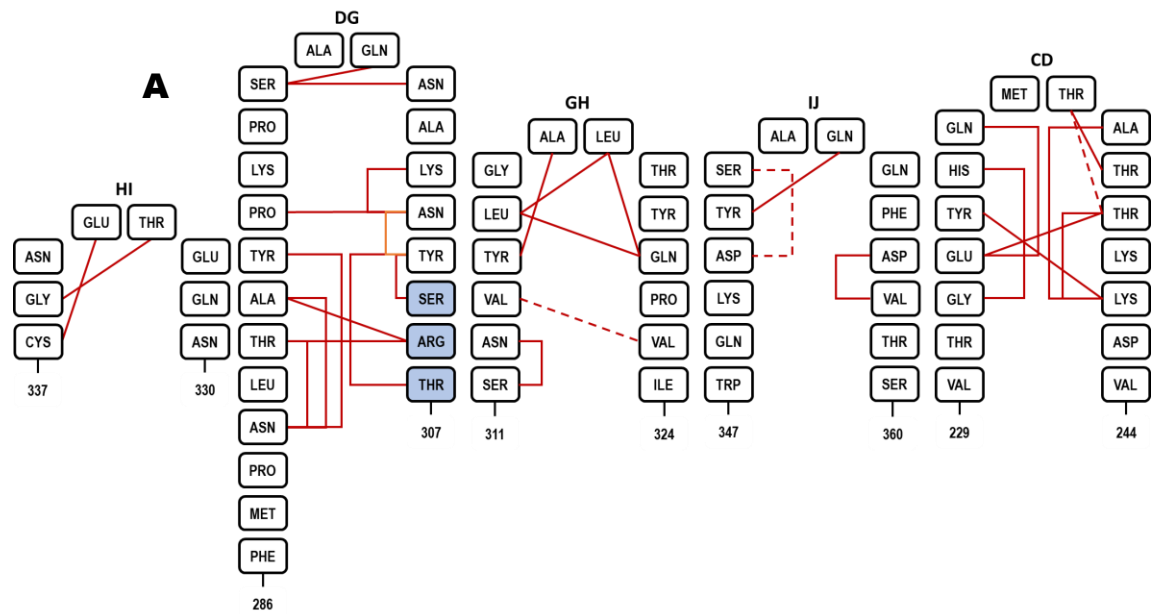 A
HI
GLU THR
ASN
GLY
CYS
337
GLU
GLN
ASN
330
DG
ALA GLN
SER
PRO
LYS
PRO
TYR
ALA
THR
LEU
ASN
PRO
MET
PHE
286
ASN
ALA
LYS
ASN
TYR
SER
ARG
THR
307
GH
ALA LEU
GLY
LEU
TYR
VAL
ASN
SER
311
THR
TYR
GLN
PRO
VAL
ILE
324
IJ
ALA GLN
SER
TYR
ASP
LYS
GLN
TRP
347
GLN
PHE
ASP
VAL
THR
SER
360
CD
MET THR
GLN
HIS
TYR
GLU
GLY
THR
VAL
229
ALA
THR
THR
LYS
LYS
ASP
VAL
244